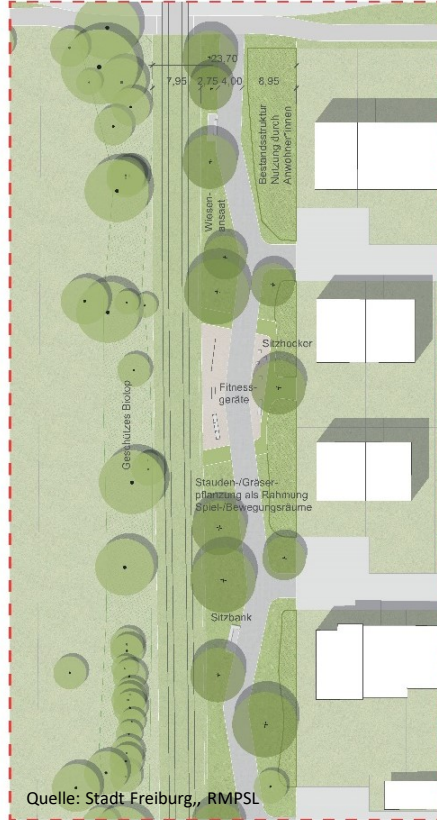 23,70
7,95 2,75 4,00 8,95
Bestandsstruktur
Nutzung durch
Anwohner*innen
Wiesen-
ansaat
Sitzhocker
Fitness-
geräte
Geschützes Biotop
Stauden-/Gräser-
pflanzung als Rahmung
Spiel-/Bewegungsräume
Sitzbank
Quelle: Stadt Freiburg,, RMPSL